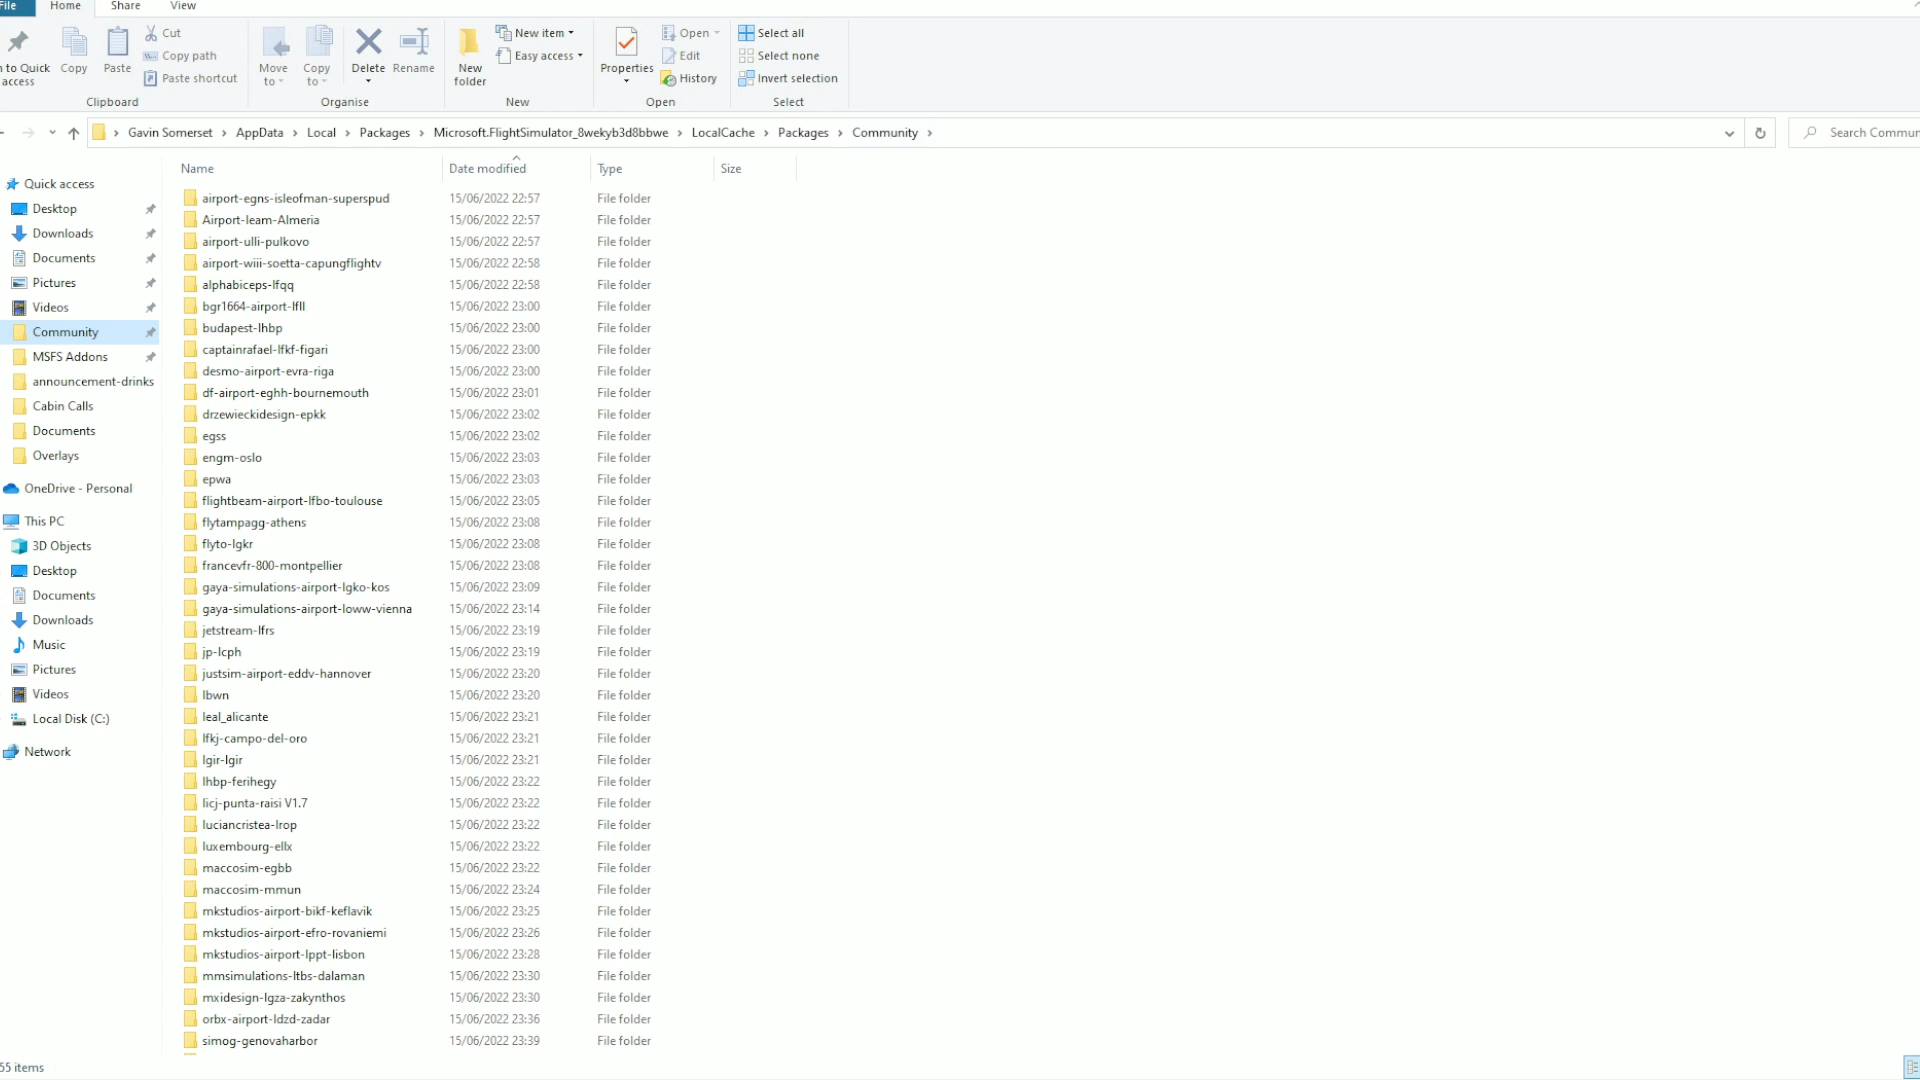 File Home Share View
Cut
Copy path
Paste shortcut
to Quick access
Copy
Paste
Clipboard
Move to
Copy to
Delete
Rename
Organise
New folder
New item
Easy access
New
Properties
Open
Edit
History
Open
Select all
Select none
Invert selection
Select
Gavin Somerset > AppData > Local > Packages > Microsoft.FlightSimulator_8wekyb3d8bbwe > LocalCache > Packages > Community >
Search Commun
Quick access
Desktop
Downloads
Documents
Pictures
Videos
Community
MSFS Addons
announcement-drinks
Cabin Calls
Documents
Overlays
OneDrive - Personal
This PC
3D Objects
Desktop
Documents
Downloads
Music
Pictures
Videos
Local Disk (C:)
Network
Name Date modified Type Size
airport-egns-isleofman-superspud 15/06/2022 22:57 File folder
Airport-leam-Almeria 15/06/2022 22:57 File folder
airport-ulli-pulkovo 15/06/2022 22:57 File folder
airport-wiii-soetta-capungflightv 15/06/2022 22:58 File folder
alphabiceps-lfqq 15/06/2022 22:58 File folder
bgr1664-airport-lfll 15/06/2022 23:00 File folder
budapest-lhbp 15/06/2022 23:00 File folder
captainrafael-lfkf-figari 15/06/2022 23:00 File folder
desmo-airport-evra-riga 15/06/2022 23:00 File folder
df-airport-eghh-bournemouth 15/06/2022 23:01 File folder
drzewieckidesign-epkk 15/06/2022 23:02 File folder
egss 15/06/2022 23:02 File folder
engm-oslo 15/06/2022 23:03 File folder
epwa 15/06/2022 23:03 File folder
flightbeam-airport-lfbo-toulouse 15/06/2022 23:05 File folder
flytampagg-athens 15/06/2022 23:08 File folder
flyto-lgkr 15/06/2022 23:08 File folder
francevfr-800-montpellier 15/06/2022 23:08 File folder
gaya-simulations-airport-lgko-kos 15/06/2022 23:09 File folder
gaya-simulations-airport-loww-vienna 15/06/2022 23:14 File folder
jetstream-lfrs 15/06/2022 23:19 File folder
jp-lcph 15/06/2022 23:19 File folder
justsim-airport-eddv-hannover 15/06/2022 23:20 File folder
lbwn 15/06/2022 23:20 File folder
leal_alicante 15/06/2022 23:21 File folder
lfkj-campo-del-oro 15/06/2022 23:21 File folder
lgir-lgir 15/06/2022 23:21 File folder
lhbp-ferihegy 15/06/2022 23:22 File folder
licj-punta-raisi V1.7 15/06/2022 23:22 File folder
luciancristea-lrop 15/06/2022 23:22 File folder
luxembourg-ellx 15/06/2022 23:22 File folder
maccosim-egbb 15/06/2022 23:22 File folder
maccosim-mmun 15/06/2022 23:24 File folder
mkstudios-airport-bikf-keflavik 15/06/2022 23:25 File folder
mkstudios-airport-efro-rovaniemi 15/06/2022 23:26 File folder
mkstudios-airport-lppt-lisbon 15/06/2022 23:28 File folder
mmsimulations-ltbs-dalaman 15/06/2022 23:30 File folder
mxidesign-lgza-zakynthos 15/06/2022 23:30 File folder
orbx-airport-ldzd-zadar 15/06/2022 23:36 File folder
simog-genovaharbor 15/06/2022 23:39 File folder
55 items